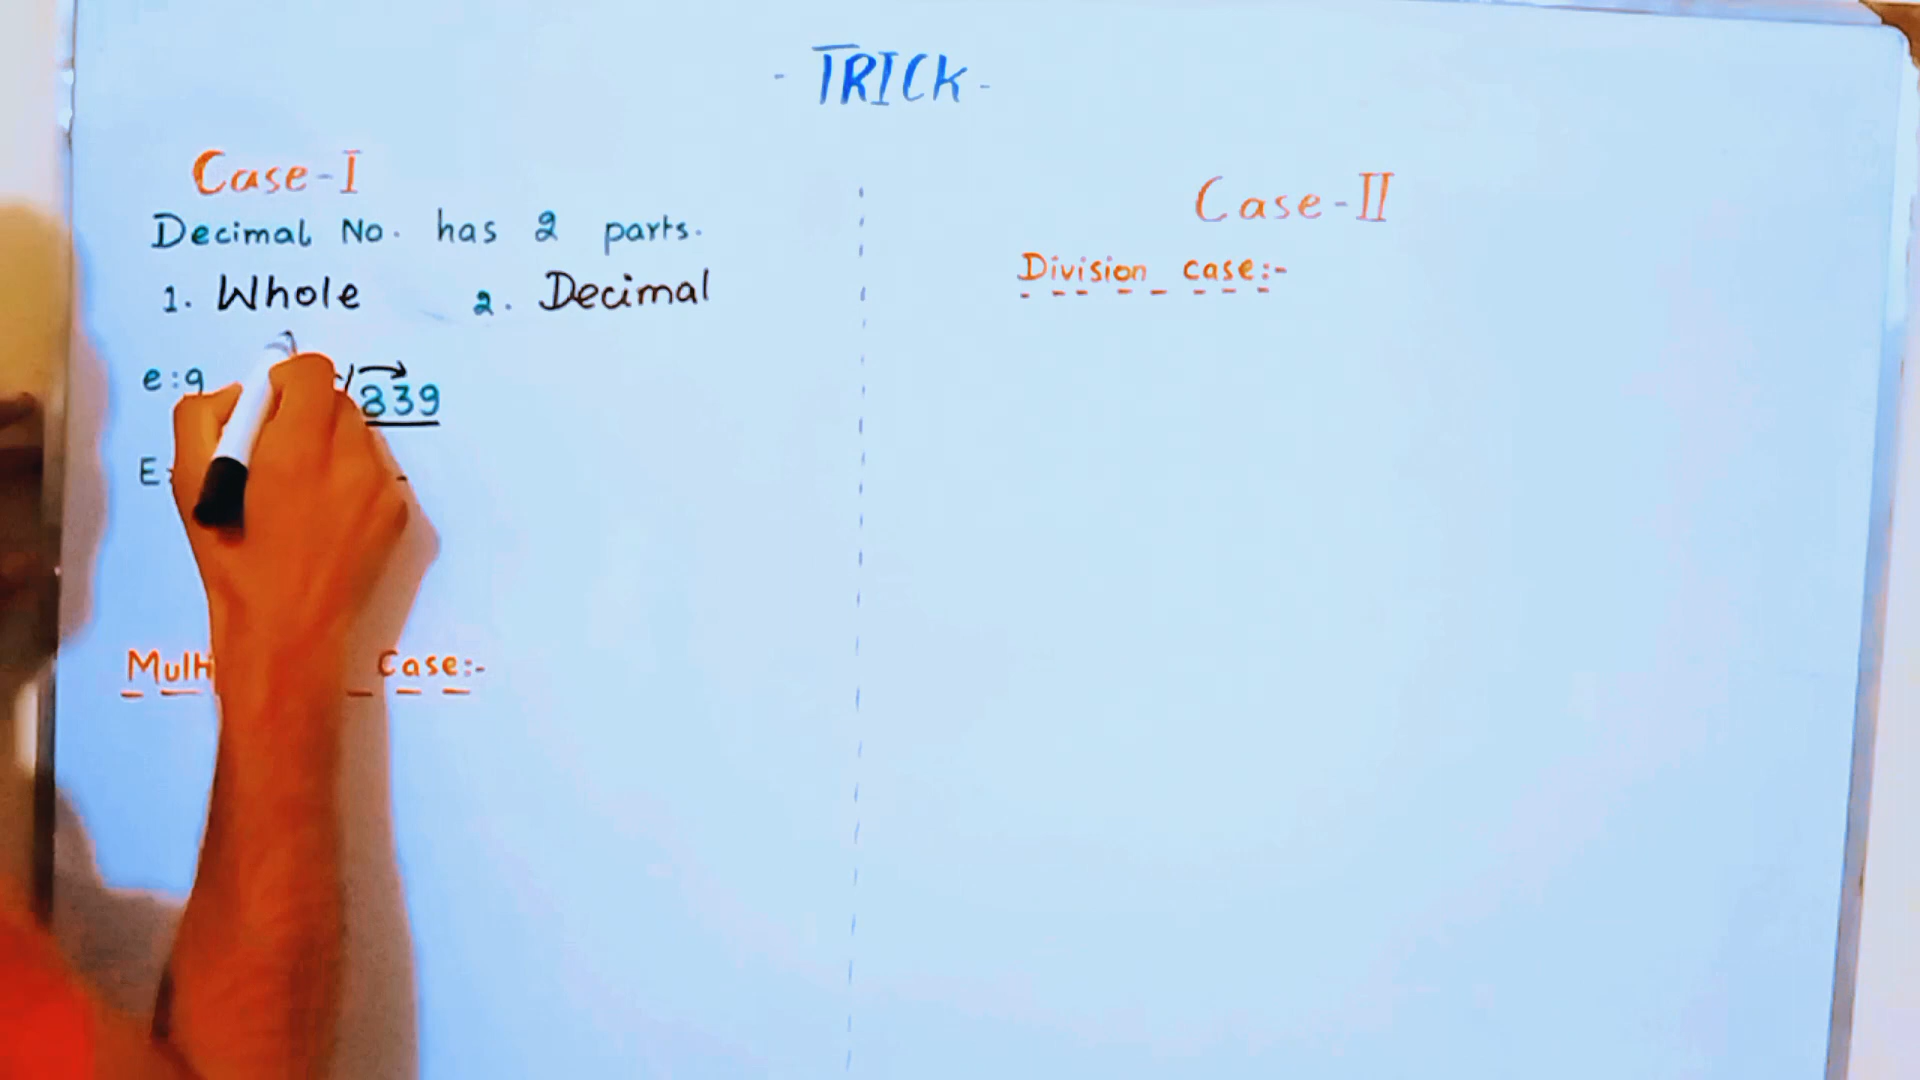 - TRICK -
Case-I
Decimal No. has 2 parts.
1. Whole 2. Decimal
e:g 839
E:
Case:-
Case-II
Division case:-